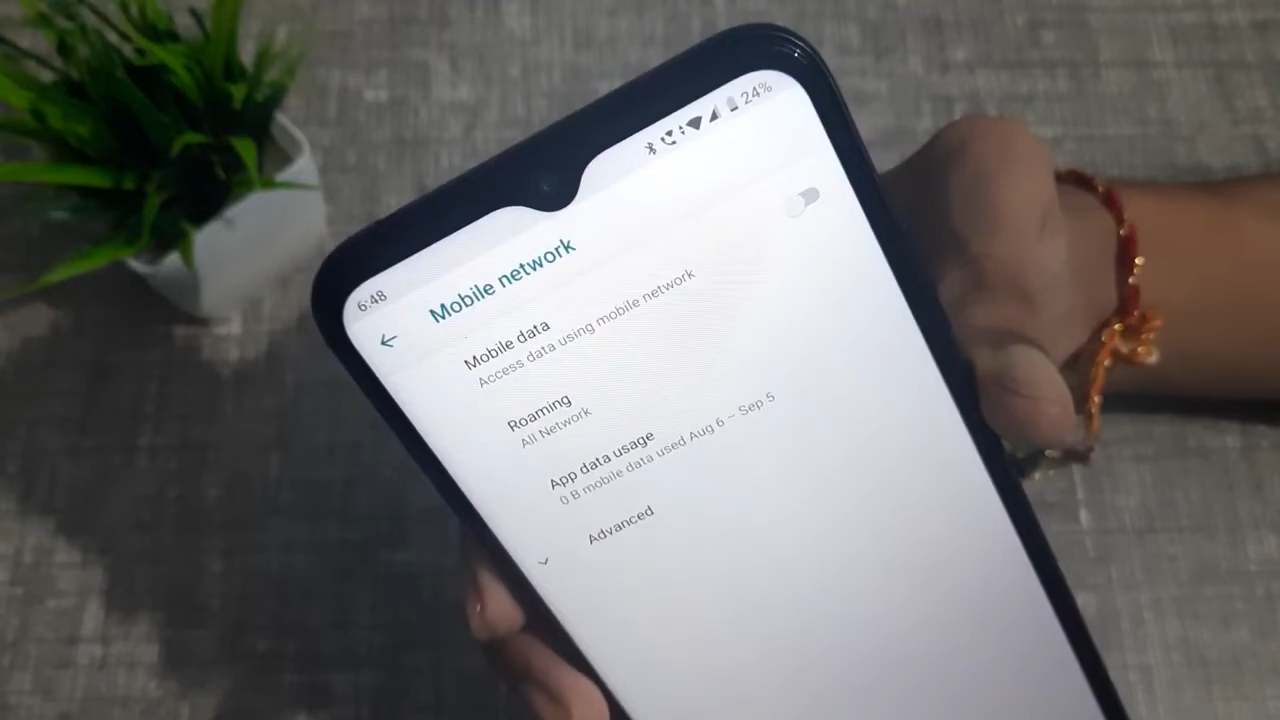 6:48
24%
Mobile network
Mobile data
Access data using mobile network
Roaming
All Network
App data usage
0 B mobile data used Aug 6 – Sep 5
Advanced